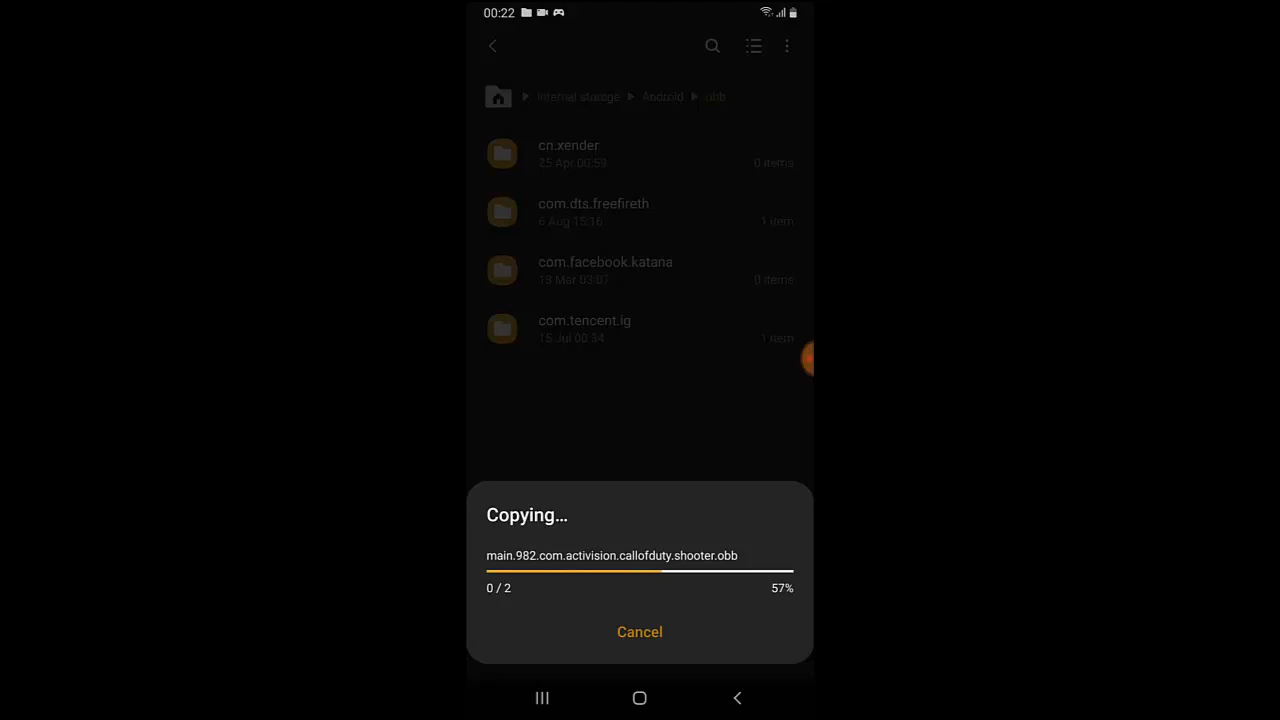 00:22
Internal storage Android obb
cn.xender
25 Apr 00:59 0 items
com.dts.freefireth
6 Aug 15:16 1 item
com.facebook.katana
13 Mar 03:07 0 items
com.tencent.ig
15 Jul 00:34 1 item
Copying...
main.982.com.activision.callofduty.shooter.obb
0 / 2 57%
Cancel